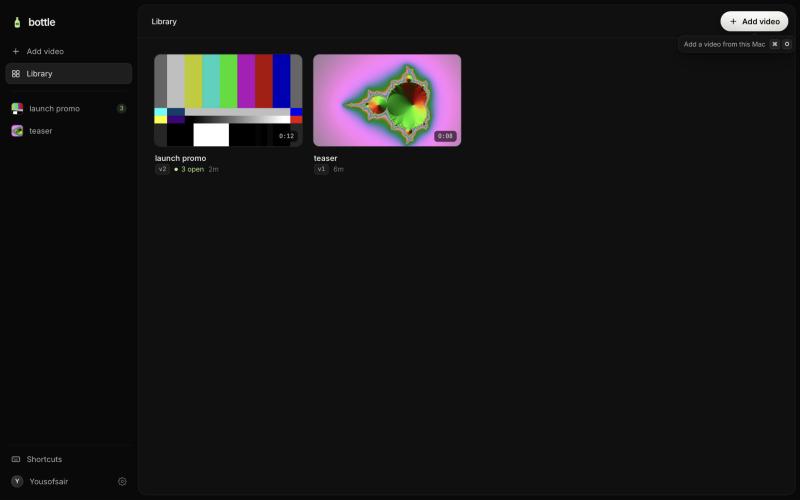 bottle
Add video
Library
launch promo 3
teaser
Shortcuts
Y Yousofsair
Library
Add video
Add a video from this Mac ⌘ O
0:12
launch promo
v2 3 open 2m
0:08
teaser
v1 6m